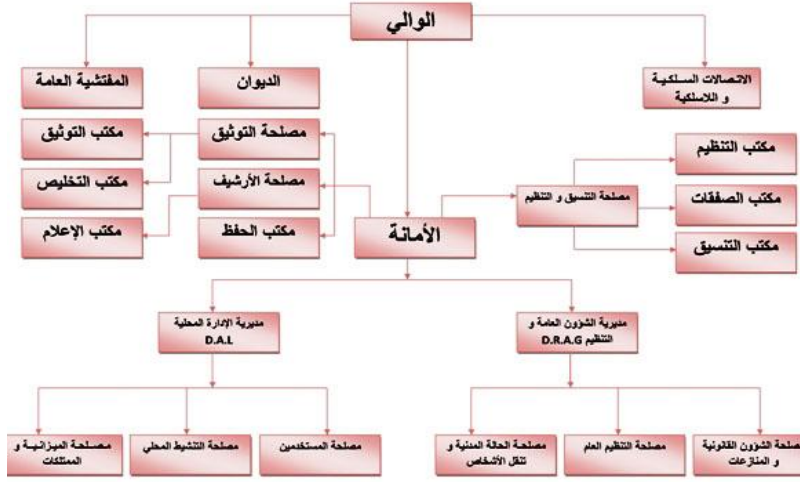 الوالي
الاتصالات السلكية
و اللاسلكية
الديوان
المفتشية العامة
مكتب التنظيم
مصلحة التوثيق
مكتب التوثيق
مصلحة التنسيق و التنظيم
مكتب الصفقات
مصلحة الأرشيف
مكتب التخليص
الأمانة
مكتب التنسيق
مكتب الحفظ
مكتب الإعلام
مديرية الشؤون العامة و
التنظيم D.R.A.G
مديرية الإدارة المحلية
D.A.L
صلحة الشؤون القانونية
و المنازعات
مصلحة التنظيم العام
مصلحة الحالة المدنية و
تنقل الأشخاص
مصلحة المستخدمين
مصلحة التنشيط المحلي
مصلحة الميزانية و
الممتلكات